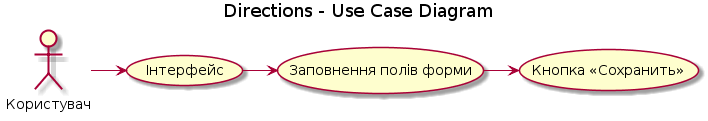 Directions - Use Case Diagram
Користувач
Інтерфейс
Заповнення полів форми
Кнопка «Сохранить»